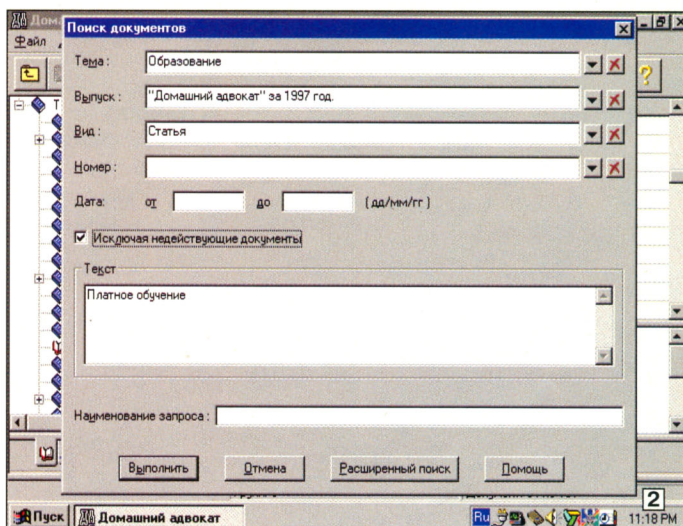 Дома
Поиск документов
Файл
Тема : Образование
Выпуск : "Домашний адвокат" за 1997 год.
Вид : Статья
Номер :
Дата: от до ( дд/мм/гг )
Исключая недействующие документы
Текст
Платное обучение
Наименование запроса :
Выполнить Отмена Расширенный поиск Помощь
2
Пуск Домашний адвокат Ru 11:18 PM